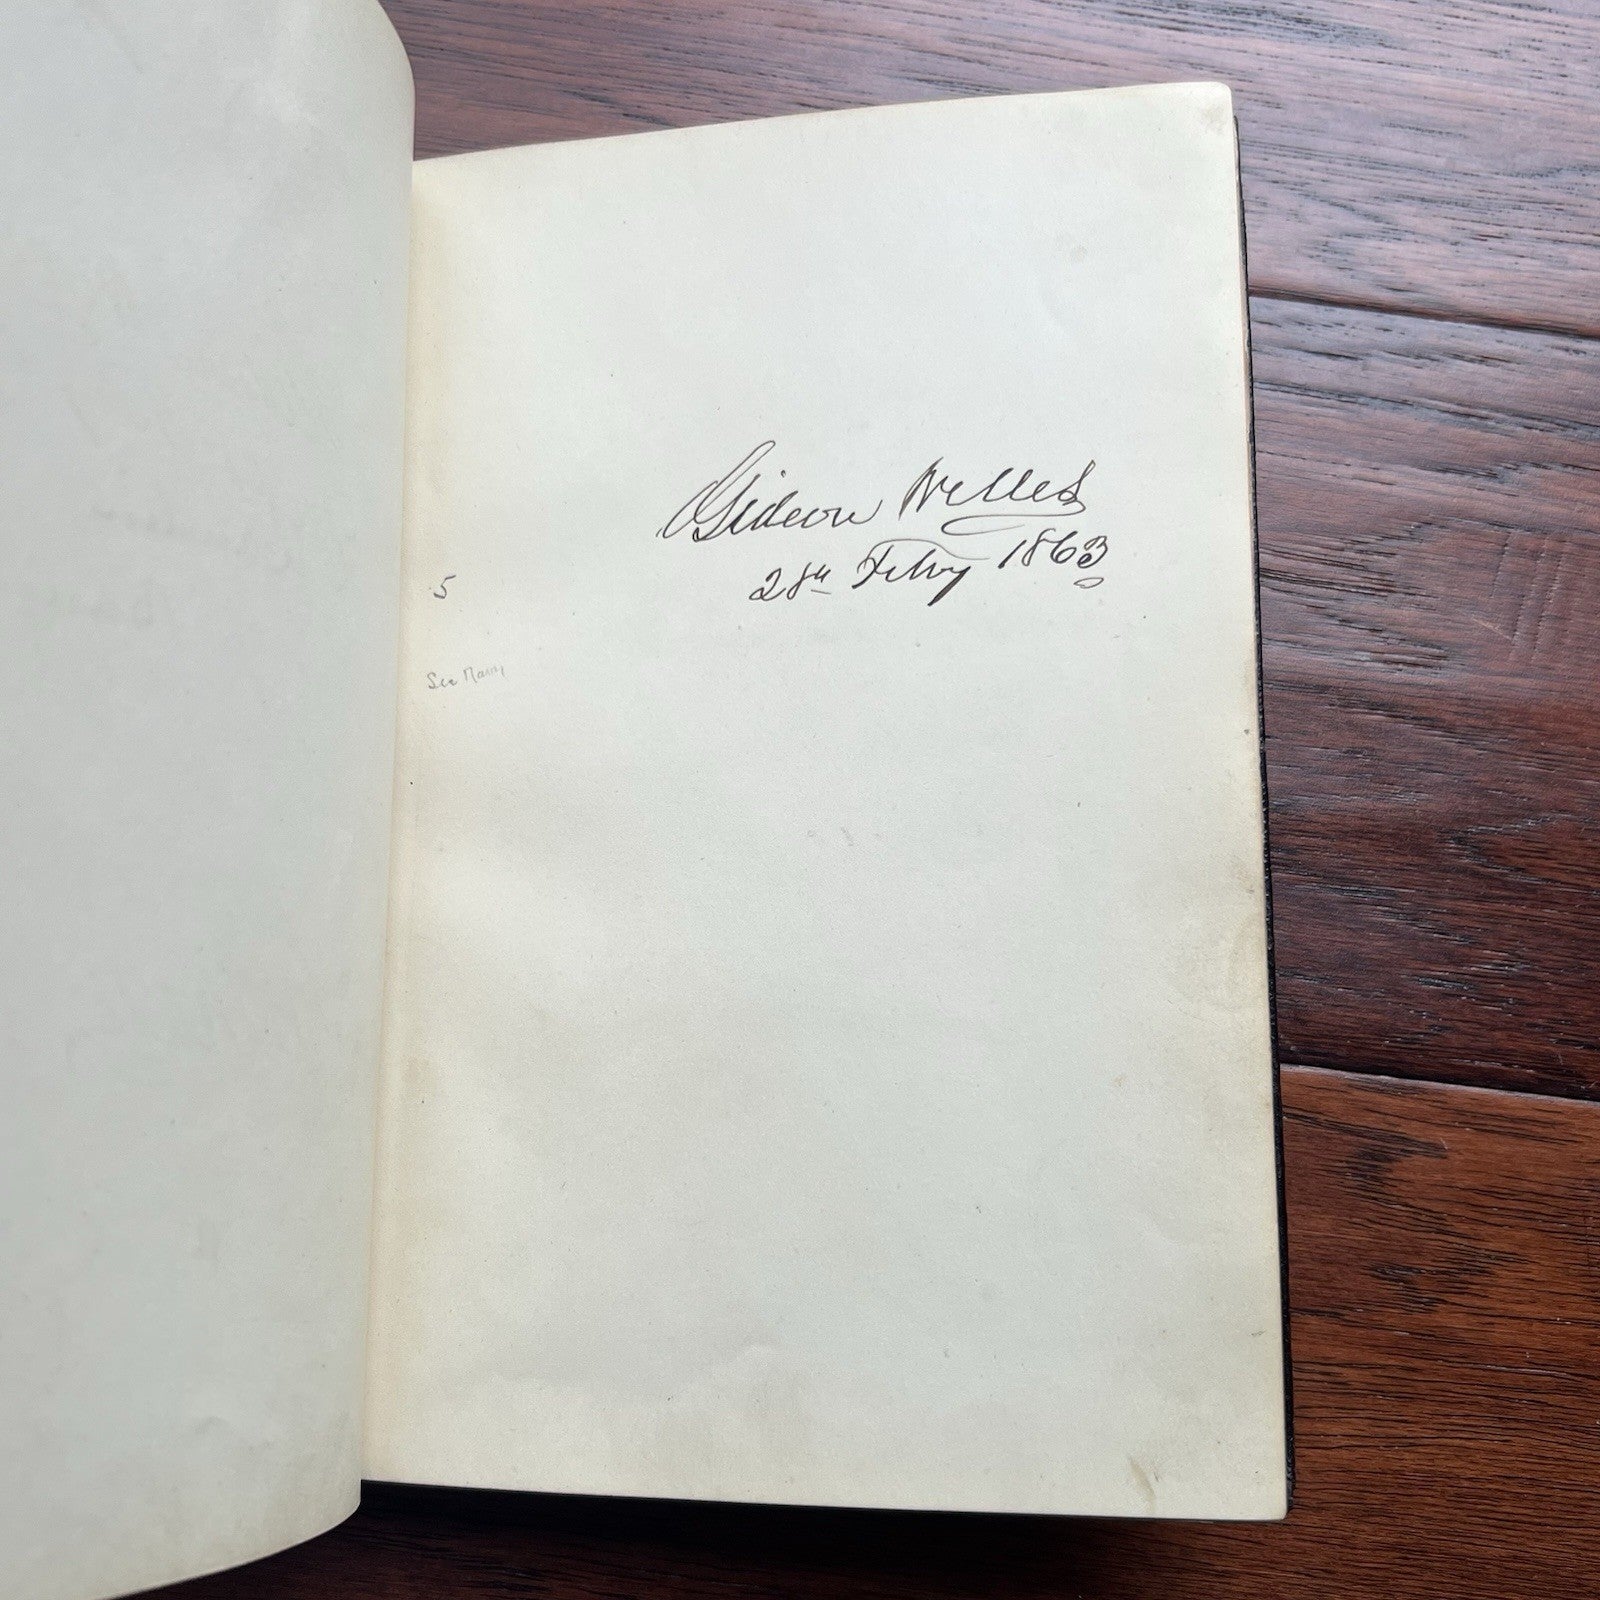 Gideon Welles
28th Feby 1863
5
Sec Navy